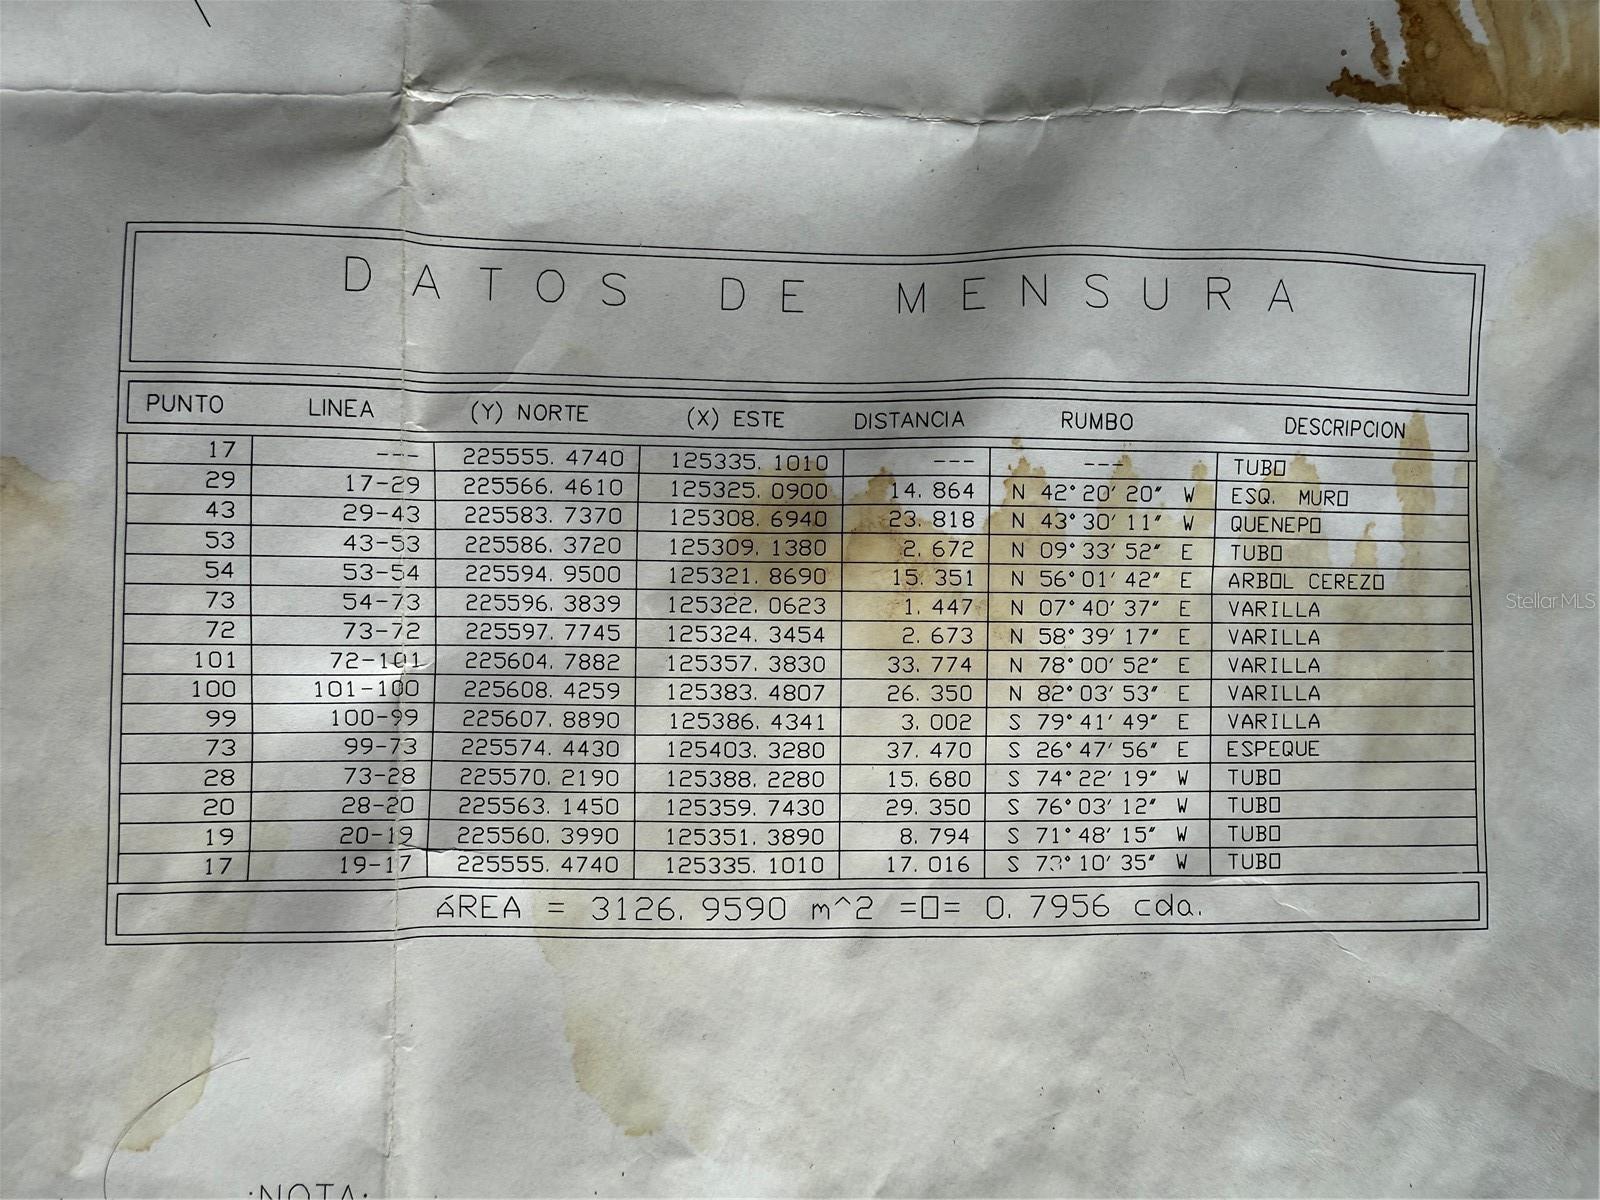 DATOS DE MENSURA
PUNTO LINEA (Y) NORTE (X) ESTE DISTANCIA RUMBO DESCRIPCION
17 --- 225555.4740 125335.1010 --- --- TUBO
29 17-29 225566.4610 125325.0900 14.864 N 42°20'20" W ESQ. MURO
43 29-43 225583.7370 125308.6940 23.818 N 43°30'11" W QUENEPO
53 43-53 225586.3720 125309.1380 2.672 N 09°33'52" E TUBO
54 53-54 225594.9500 125321.8690 15.351 N 56°01'42" E ARBOL CEREZO
73 54-73 225596.3839 125322.0623 1.447 N 07°40'37" E VARILLA
72 73-72 225597.7745 125324.3454 2.673 N 58°39'17" E VARILLA
101 72-101 225604.7882 125357.3830 33.774 N 78°00'52" E VARILLA
100 101-100 225608.4259 125383.4807 26.350 N 82°03'53" E VARILLA
99 100-99 225607.8890 125386.4341 3.002 S 79°41'49" E VARILLA
73 99-73 225574.4430 125403.3280 37.470 S 26°47'56" E ESPEQUE
28 73-28 225570.2190 125388.2280 15.680 S 74°22'19" W TUBO
20 28-20 225563.1450 125359.7430 29.350 S 76°03'12" W TUBO
19 20-19 225560.3990 125351.3890 8.794 S 71°48'15" W TUBO
17 19-17 225555.4740 125335.1010 17.016 S 73°10'35" W TUBO
ÁREA = 3126.9590 m^2 =□= 0.7956 cda.
:NOTA:
StellarMLS